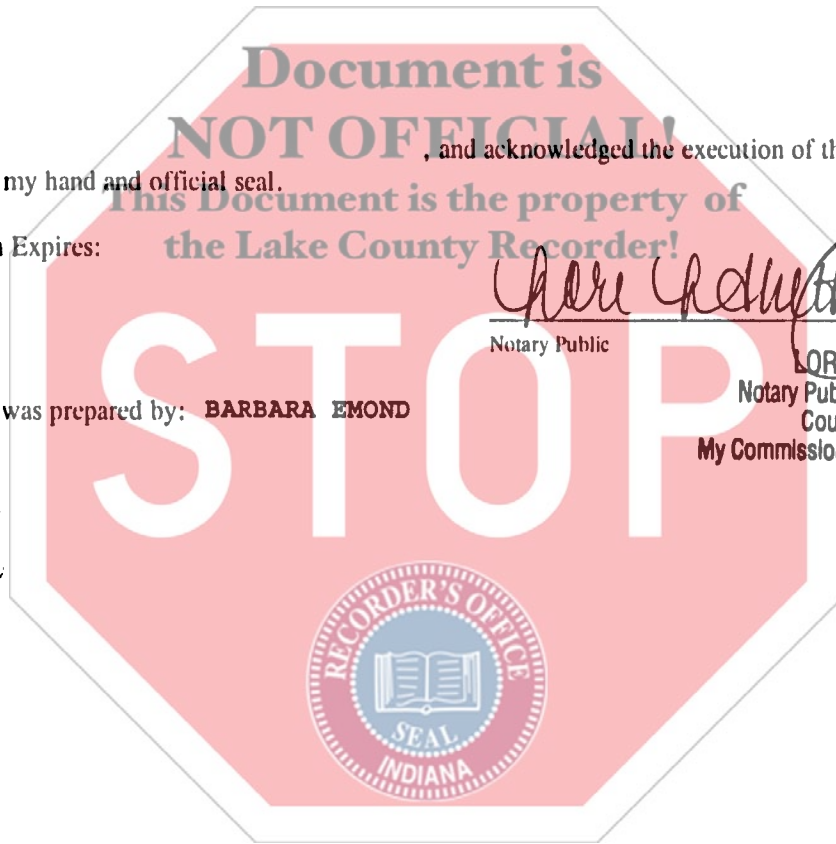 Document is
NOT OFFICIAL!
, and acknowledged the execution of th
my hand and official seal.
This Document is the property of
Expires:
the Lake County Recorder!
Notary Public
LOR
Notary Pub
Cou
My Commissio
was prepared by: BARBARA EMOND
STOP
RECORDER'S OFFICE
SEAL
INDIANA